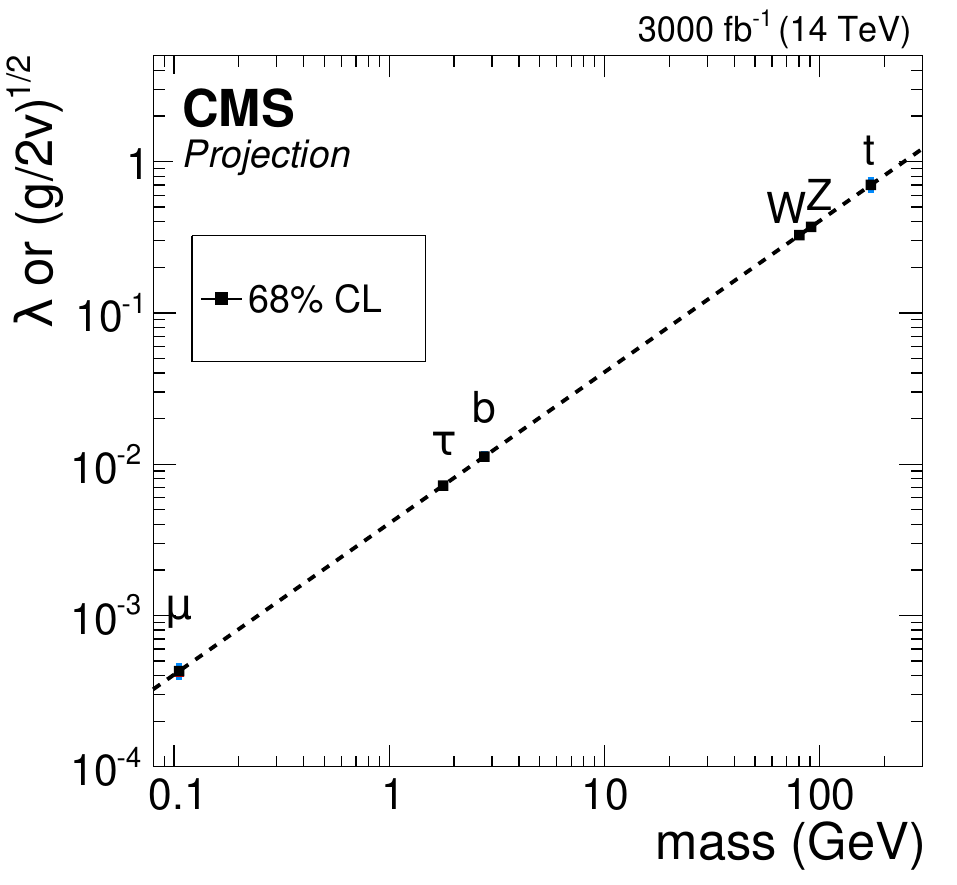 3000 fb⁻¹ (14 TeV)
λ or (g/2v)^1/2
CMS
Projection
68% CL
1
10⁻¹
10⁻²
10⁻³
10⁻⁴
μ
τ
b
W
Z
t
0.1
1
10
100
mass (GeV)